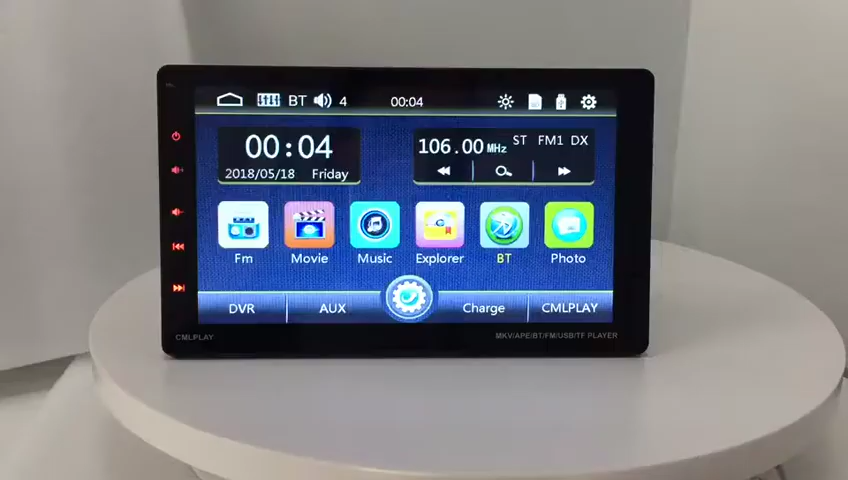 BT 4 00:04
00:04
2018/05/18 Friday
106.00 MHz ST FM1 DX
Fm Movie Music Explorer BT Photo
DVR AUX Charge CMLPLAY
CMLPLAY MKV/APE/BT/FM/USB/TF PLAYER